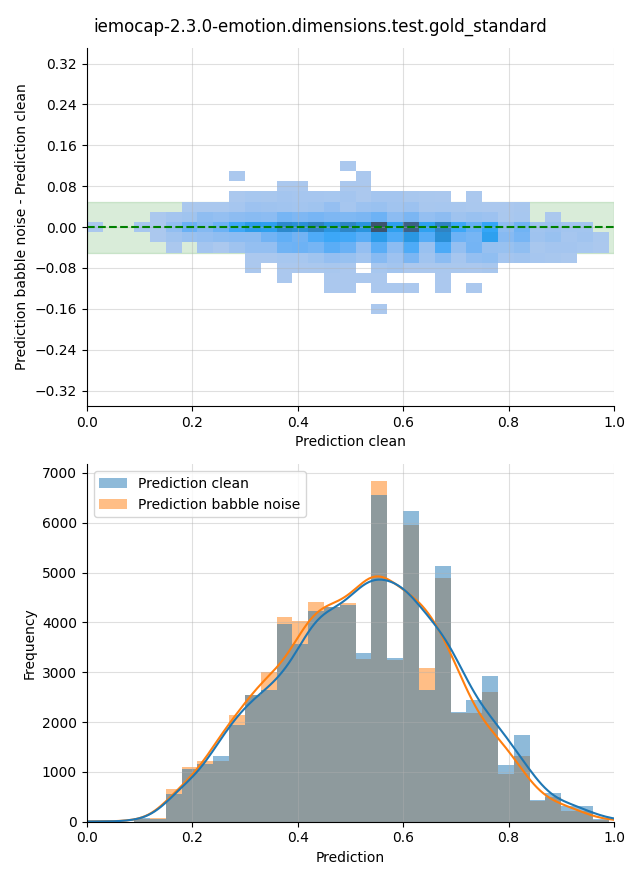 iemocap-2.3.0-emotion.dimensions.test.gold_standard
Prediction babble noise - Prediction clean
0.32
0.24
0.16
0.08
0.00
−0.08
−0.16
−0.24
−0.32
0.0 0.2 0.4 0.6 0.8 1.0
Prediction clean
Prediction clean
Prediction babble noise
Frequency
7000
6000
5000
4000
3000
2000
1000
0
0.0 0.2 0.4 0.6 0.8 1.0
Prediction